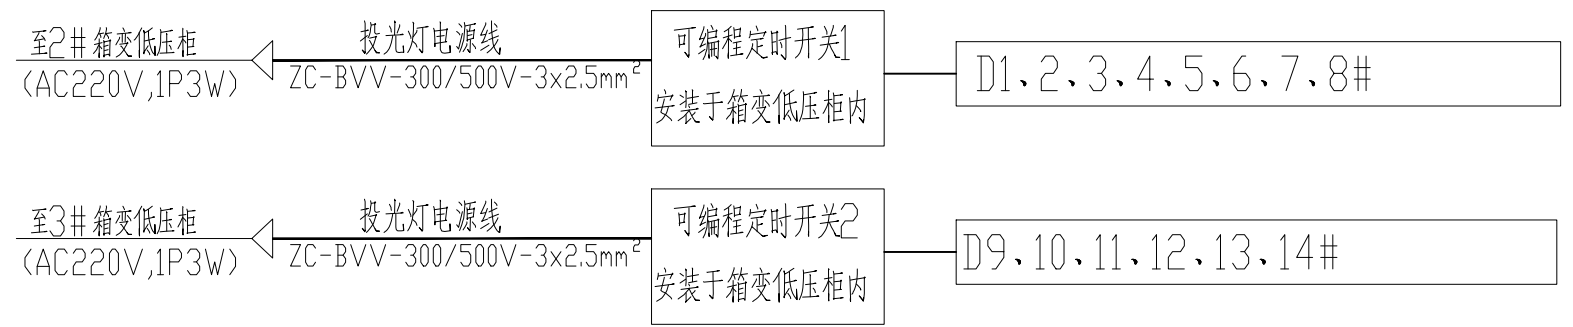 至2#箱变低压柜
(AC220V,1P3W)
投光灯电源线
ZC-BVV-300/500V-3x2.5mm²
可编程定时开关1
安装于箱变低压柜内
D1、2、3、4、5、6、7、8#
至3#箱变低压柜
(AC220V,1P3W)
投光灯电源线
ZC-BVV-300/500V-3x2.5mm²
可编程定时开关2
安装于箱变低压柜内
D9、10、11、12、13、14#